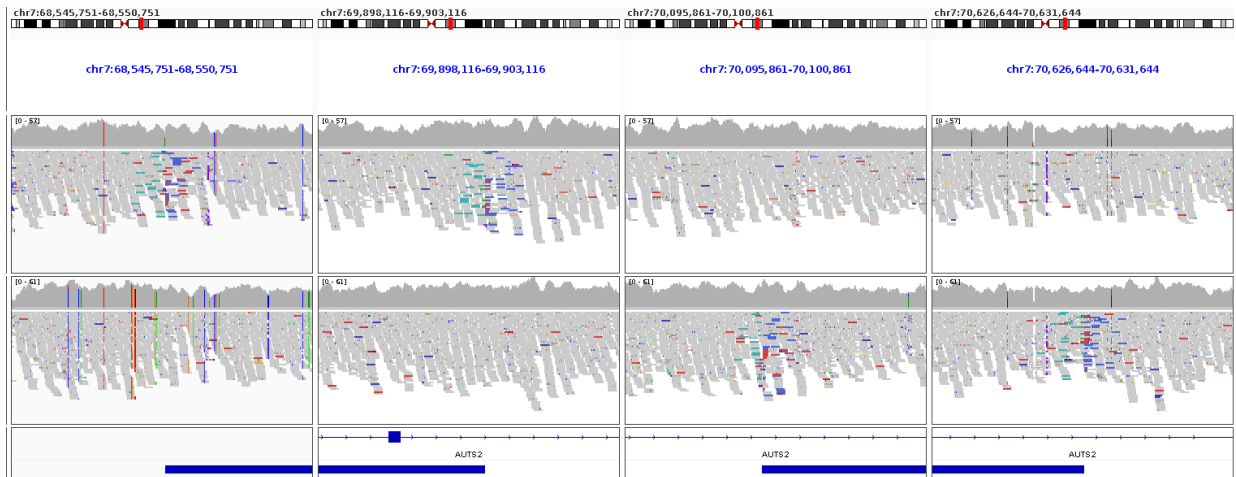 chr7:68,545,751-68,550,751
chr7:69,898,116-69,903,116
chr7:70,095,861-70,100,861
chr7:70,626,644-70,631,644
chr7:68,545,751-68,550,751
chr7:69,898,116-69,903,116
chr7:70,095,861-70,100,861
chr7:70,626,644-70,631,644
[0 - 57]
[0 - 57]
[0 - 57]
[0 - 57]
[0 - 61]
[0 - 61]
[0 - 61]
[0 - 61]
AUTS2
AUTS2
AUTS2